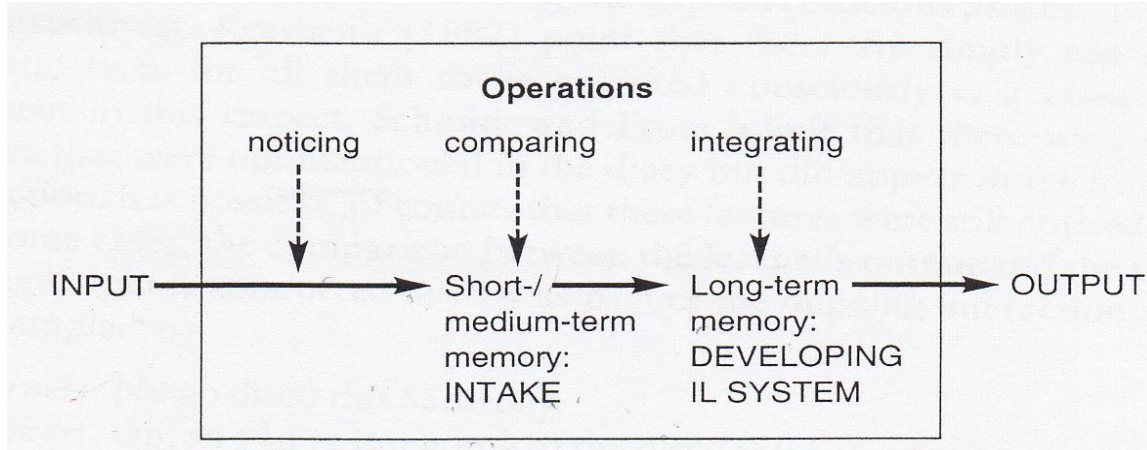 Operations
noticing comparing integrating
INPUT Short-/ Long-term OUTPUT
medium-term memory:
memory: DEVELOPING
INTAKE IL SYSTEM